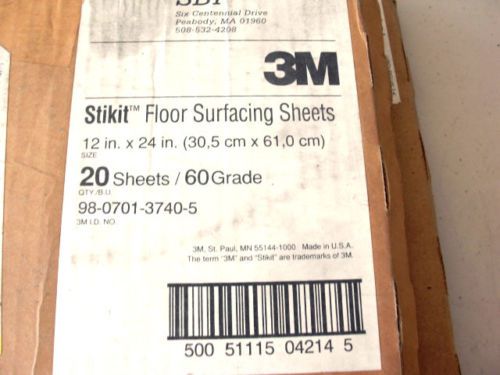 Six Centennial Drive
Peabody, MA 01960
508-532-4298
3M
Stikit™ Floor Surfacing Sheets
12 in. x 24 in. (30,5 cm x 61,0 cm)
SIZE
20 Sheets / 60 Grade
QTY./B.U.
98-0701-3740-5
3M I.D. NO.
3M, St. Paul, MN 55144-1000 Made in U.S.A.
The term "3M" and "Stikit" are trademarks of 3M.
500 51115 04214 5